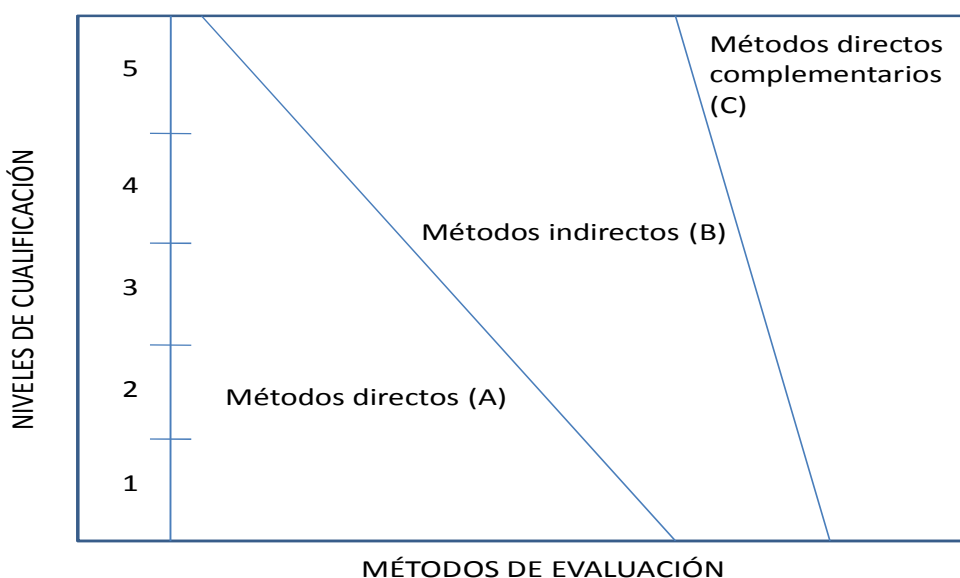 Métodos directos
complementarios
(C)
5
4
Métodos indirectos (B)
3
2
Métodos directos (A)
1
NIVELES DE CUALIFICACIÓN
MÉTODOS DE EVALUACIÓN